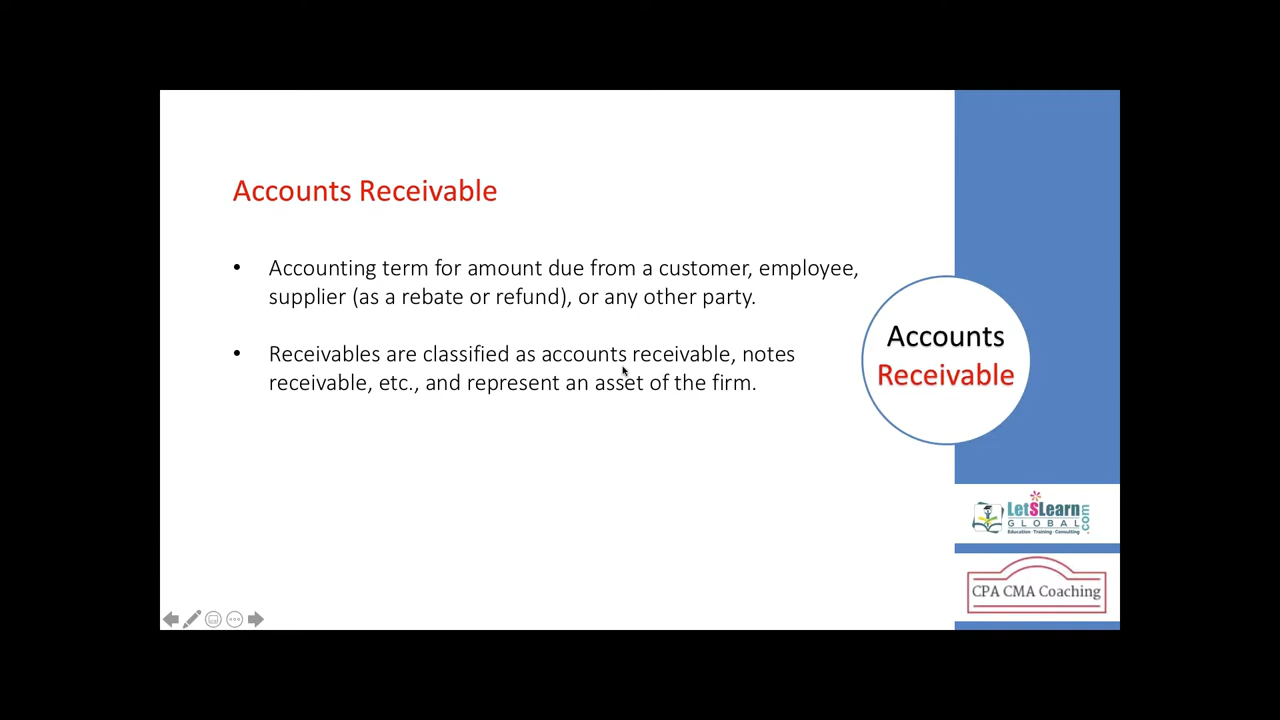 Accounts Receivable
• Accounting term for amount due from a customer, employee,
supplier (as a rebate or refund), or any other party.
• Receivables are classified as accounts receivable, notes
receivable, etc., and represent an asset of the firm.
Accounts
Receivable
LetSLearn
GLOBAL
.com
Education - Training - Consulting
CPA CMA Coaching